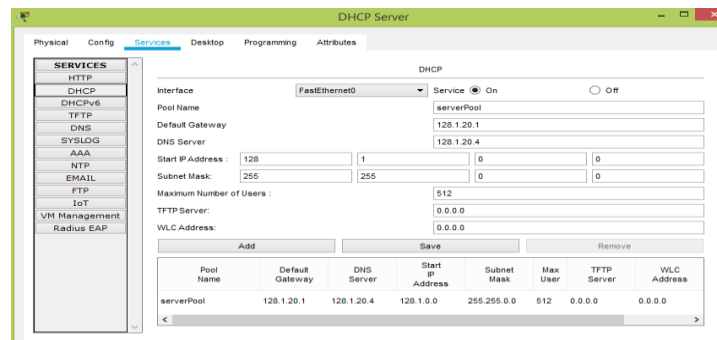 DHCP Server
Physical Config Services Desktop Programming Attributes
SERVICES
HTTP
DHCP
DHCPv6
TFTP
DNS
SYSLOG
AAA
NTP
EMAIL
FTP
IoT
VM Management
Radius EAP
DHCP
Interface FastEthernet0 Service On Off
Pool Name serverPool
Default Gateway 128.1.20.1
DNS Server 128.1.20.4
Start IP Address : 128 1 0 0
Subnet Mask: 255 255 0 0
Maximum Number of Users : 512
TFTP Server: 0.0.0.0
WLC Address: 0.0.0.0
Add Save Remove
Pool Name Default Gateway DNS Server Start IP Address Subnet Mask Max User TFTP Server WLC Address
serverPool 128.1.20.1 128.1.20.4 128.1.0.0 255.255.0.0 512 0.0.0.0 0.0.0.0